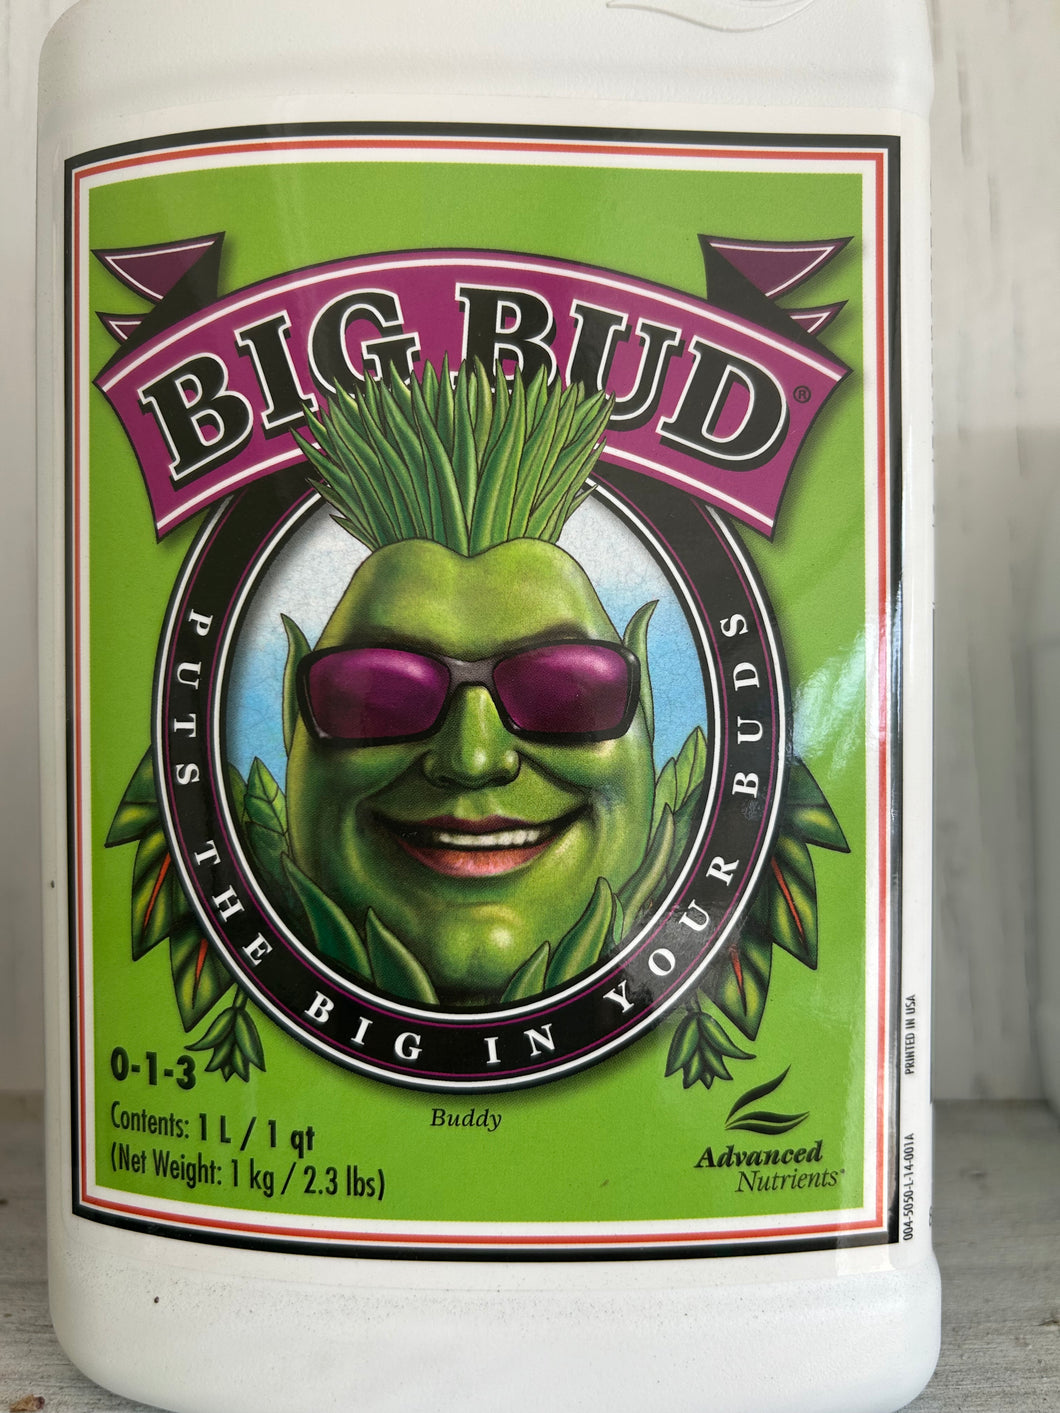 BIG BUD®
PUTS THE BIG IN YOUR BUDS
0-1-3
Contents: 1 L / 1 qt
(Net Weight: 1 kg / 2.3 lbs)
Buddy
Advanced
Nutrients®
004-5050-L-14-001A
PRINTED IN USA